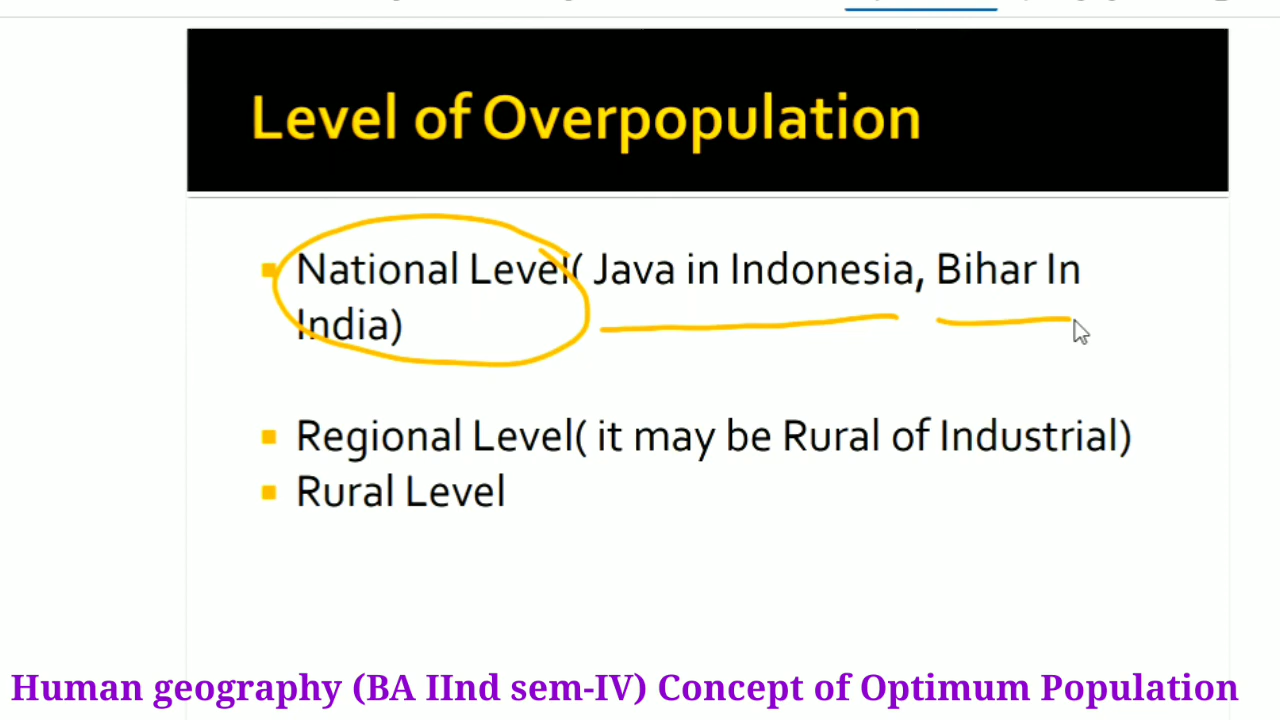 Level of Overpopulation
National Level( Java in Indonesia, Bihar In
India)
Regional Level( it may be Rural of Industrial)
Rural Level
Human geography (BA IInd sem-IV) Concept of Optimum Population